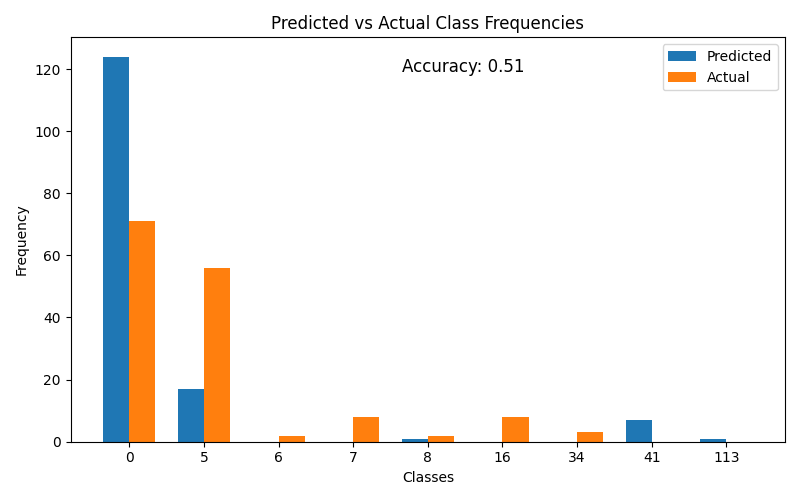 Predicted vs Actual Class Frequencies
Accuracy: 0.51
Predicted
Actual
Frequency
120
100
80
60
40
20
0
0 5 6 7 8 16 34 41 113
Classes